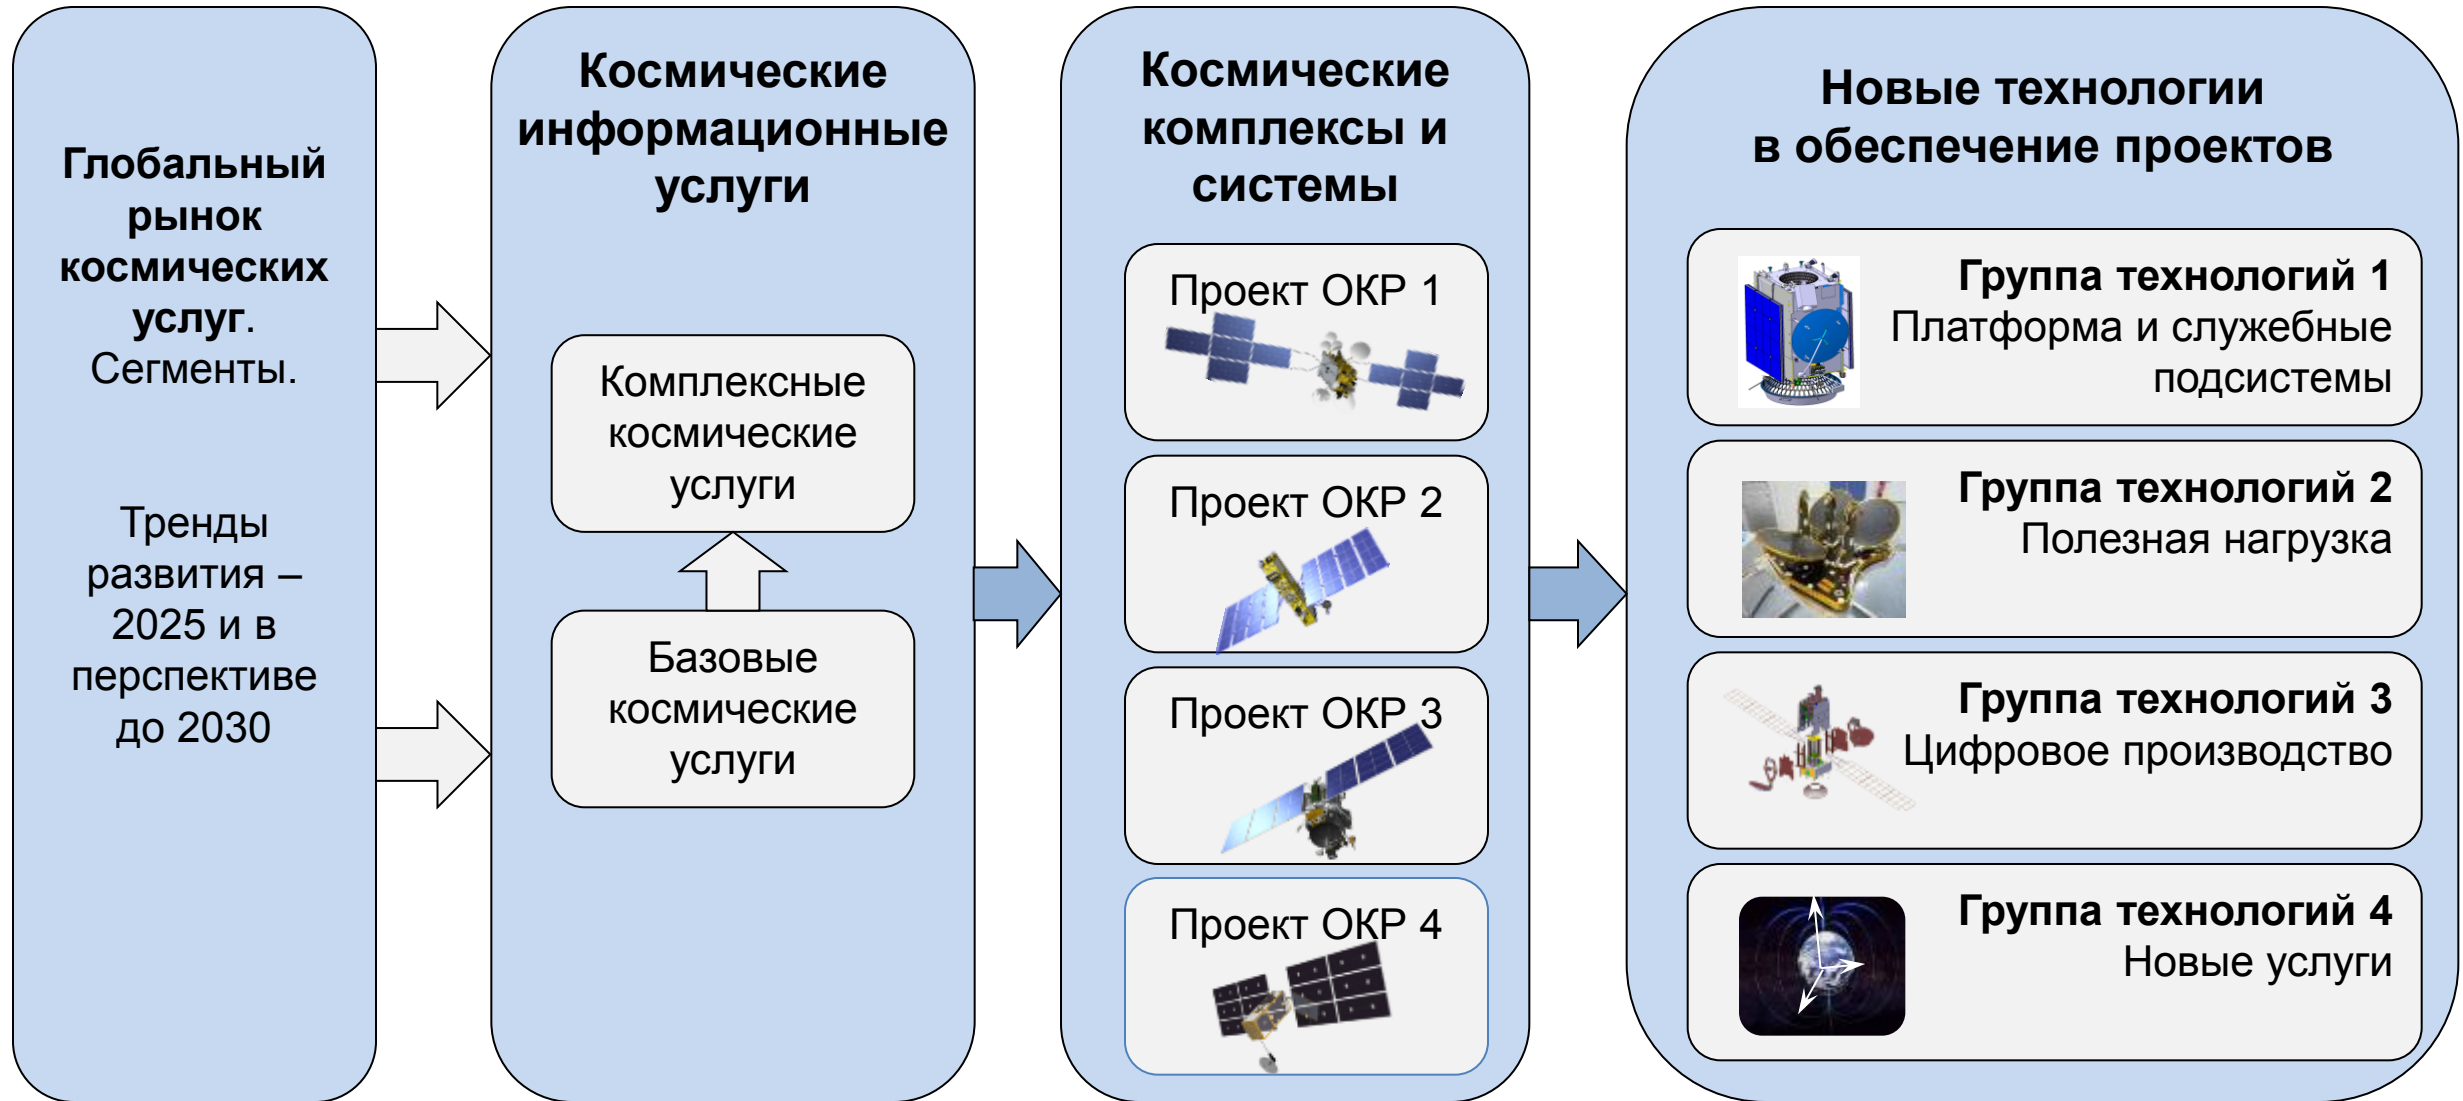 Глобальный
рынок
космических
услуг.
Сегменты.
Тренды
развития –
2025 и в
перспективе
до 2030
Космические
информационные
услуги
Комплексные
космические
услуги
Базовые
космические
услуги
Космические
комплексы и
системы
Проект ОКР 1
Проект ОКР 2
Проект ОКР 3
Проект ОКР 4
Новые технологии
в обеспечение проектов
Группа технологий 1
Платформа и служебные
подсистемы
Группа технологий 2
Полезная нагрузка
Группа технологий 3
Цифровое производство
Группа технологий 4
Новые услуги